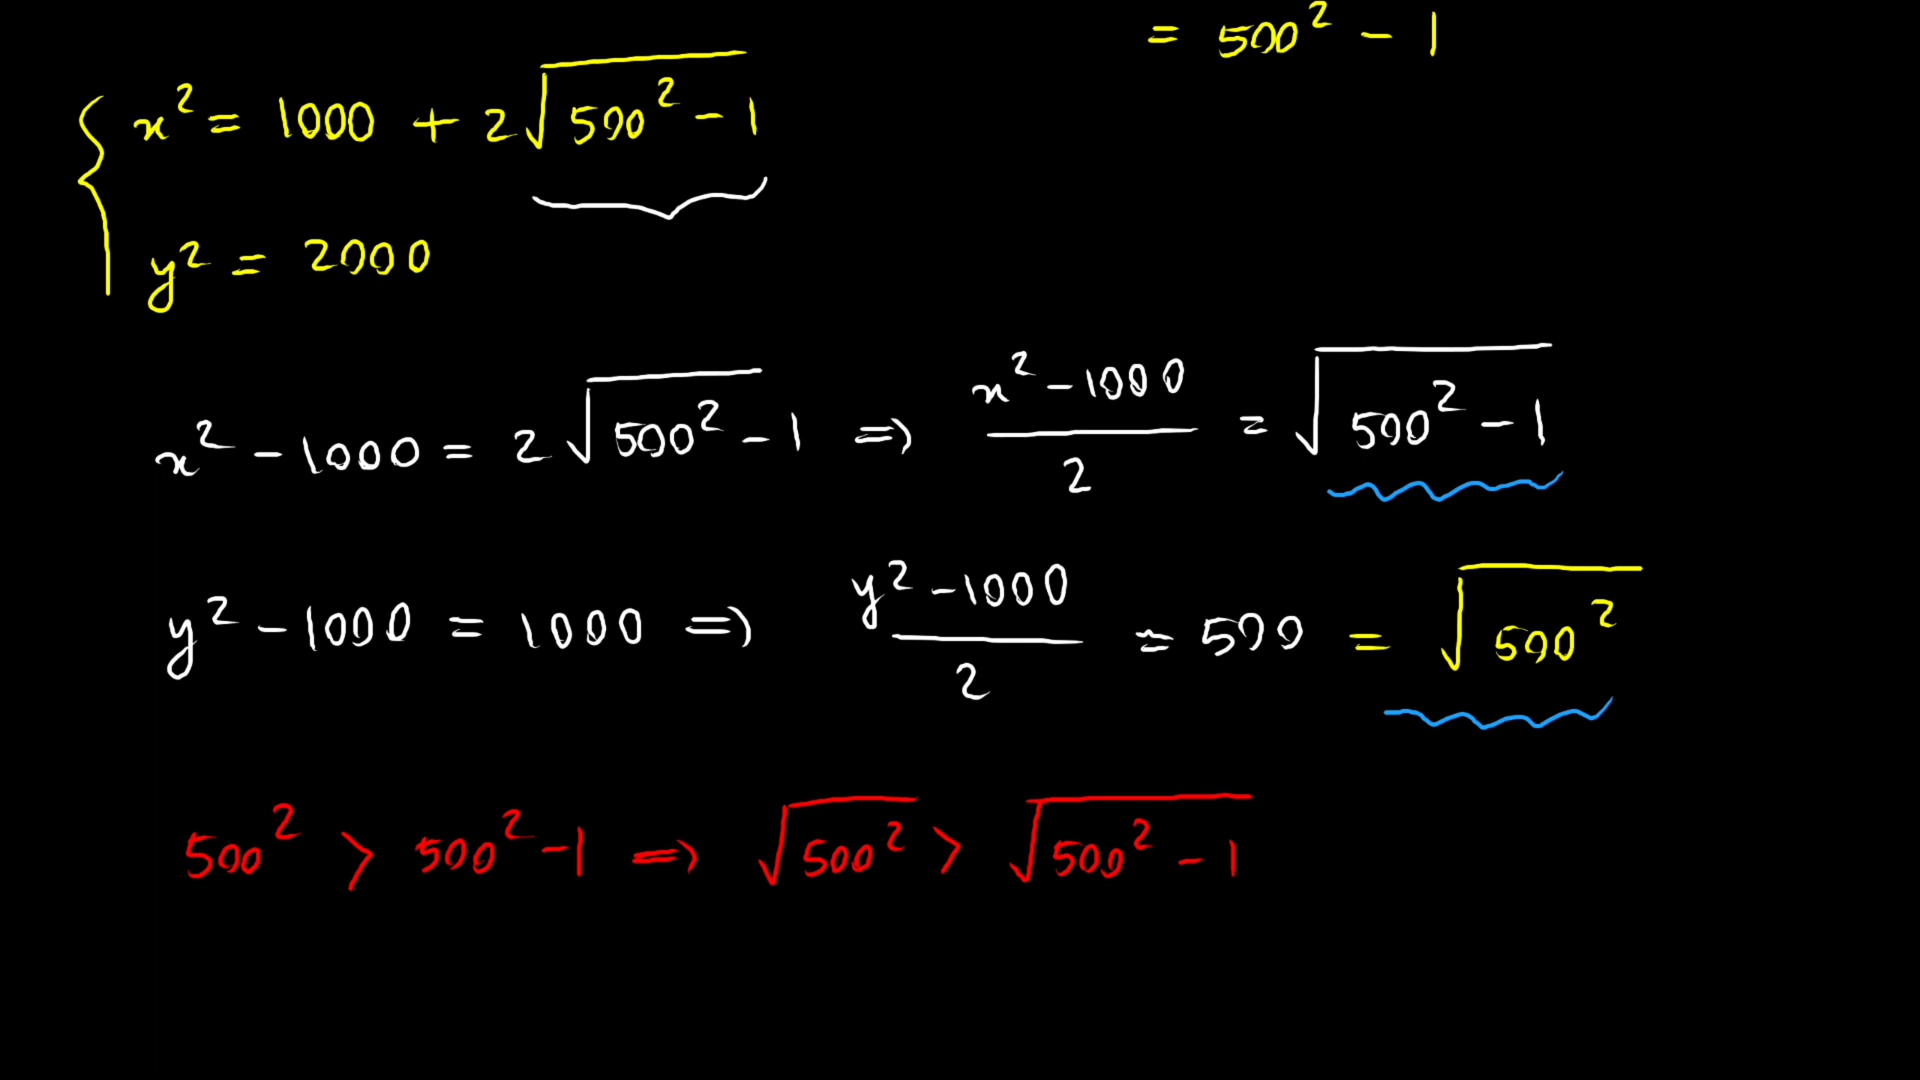 = 500² - 1
x² = 1000 + 2√(500² - 1)
y² = 2000
x² - 1000 = 2√(500² - 1) ⇒ (x² - 1000)/2 = √(500² - 1)
y² - 1000 = 1000 ⇒ (y² - 1000)/2 = 500 = √(500²)
500² > 500² - 1 ⇒ √(500²) > √(500² - 1)